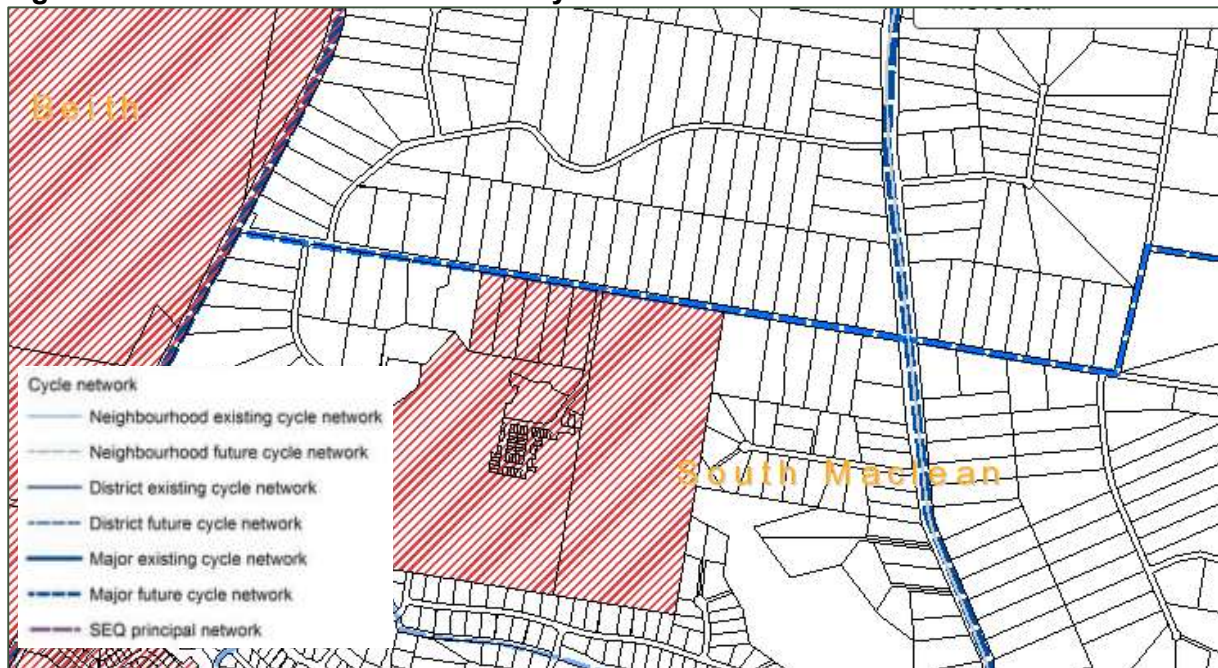 Beith
South Maclean
Cycle network
Neighbourhood existing cycle network
Neighbourhood future cycle network
District existing cycle network
District future cycle network
Major existing cycle network
Major future cycle network
SEQ principal network